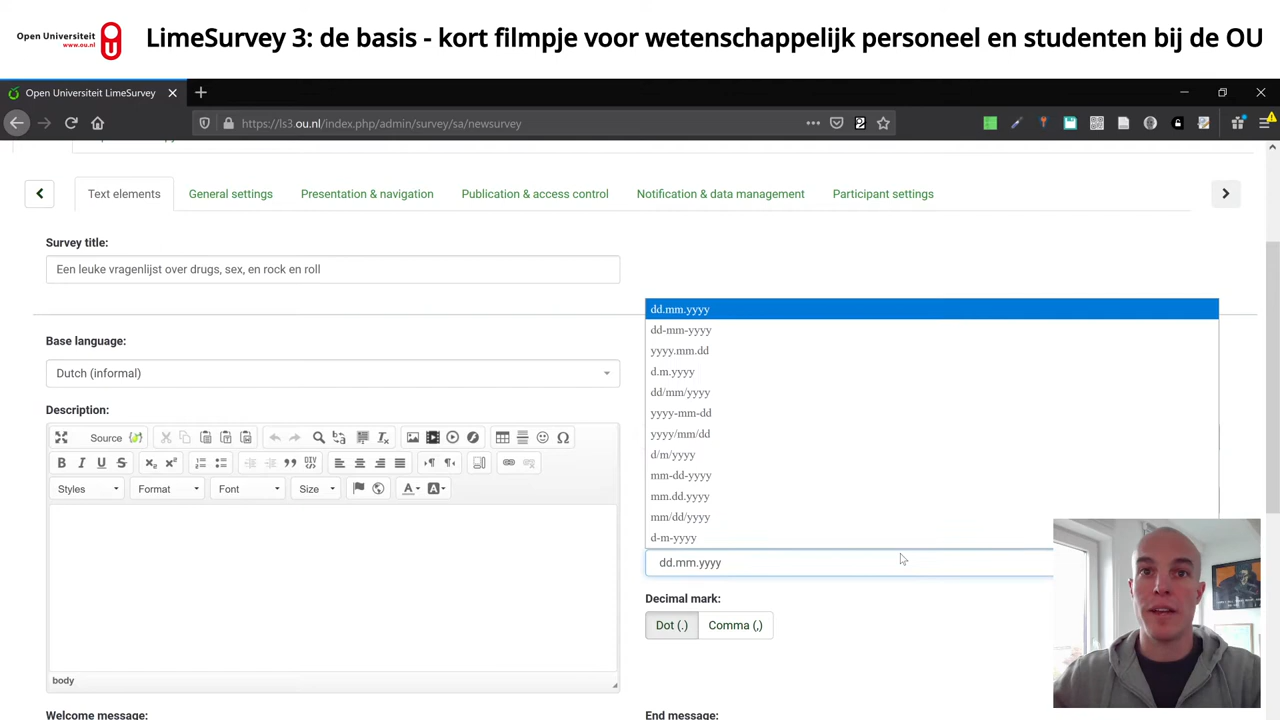 Open Universiteit
www.ou.nl
LimeSurvey 3: de basis - kort filmpje voor wetenschappelijk personeel en studenten bij de OU
Open Universiteit LimeSurvey
https://ls3.ou.nl/index.php/admin/survey/sa/newsurvey
Text elements
General settings
Presentation & navigation
Publication & access control
Notification & data management
Participant settings
Survey title:
Een leuke vragenlijst over drugs, sex, en rock en roll
Base language:
Dutch (informal)
Description:
Source
Styles
Format
Font
Size
body
Welcome message:
dd.mm.yyyy
dd-mm-yyyy
yyyy.mm.dd
d.m.yyyy
dd/mm/yyyy
yyyy-mm-dd
yyyy/mm/dd
d/m/yyyy
mm-dd-yyyy
mm.dd.yyyy
mm/dd/yyyy
d-m-yyyy
dd.mm.yyyy
Decimal mark:
Dot (.)
Comma (,)
End message: